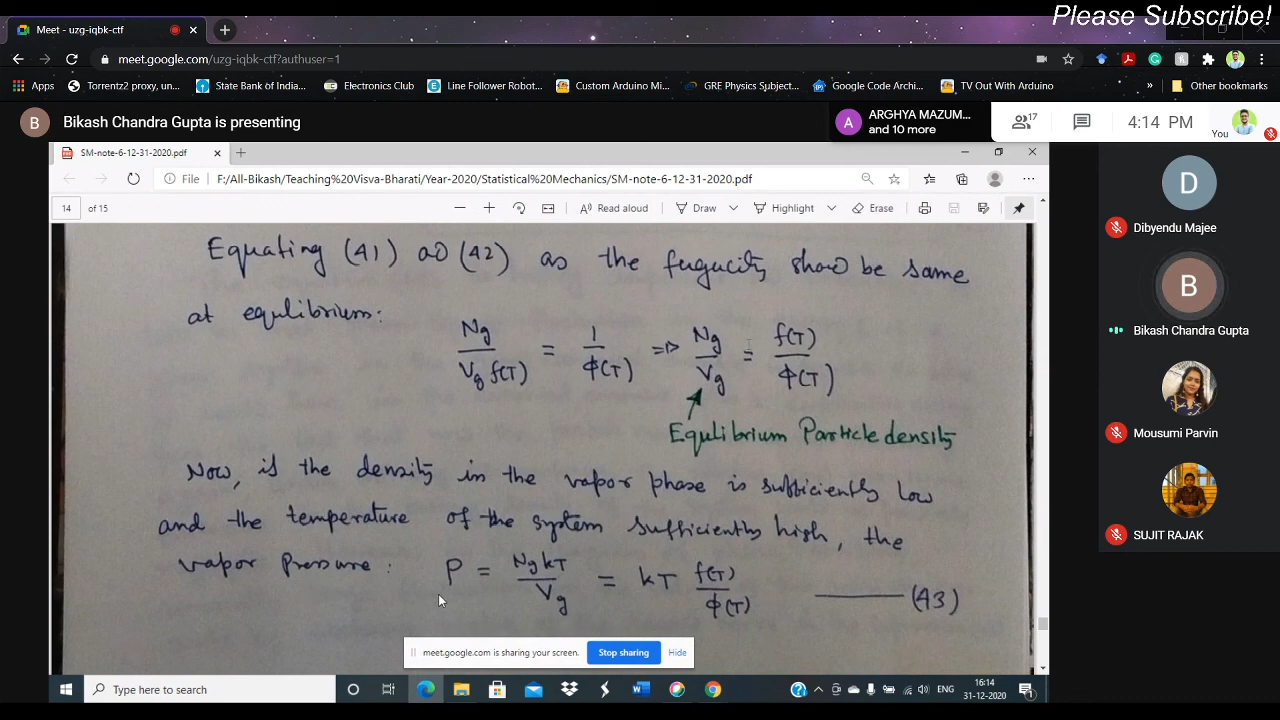 Please Subscribe!
Meet - uzg-iqbk-ctf
meet.google.com/uzg-iqbk-ctf?authuser=1
Apps Torrentz2 proxy, un... State Bank of India... Electronics Club Line Follower Robot... Custom Arduino Mi... GRE Physics Subject... Google Code Archi... TV Out With Arduino » Other bookmarks
B Bikash Chandra Gupta is presenting
A ARGHYA MAZUM...
and 10 more
17
4:14 PM
You
SM-note-6-12-31-2020.pdf
File F:/All-Bikash/Teaching%20Visva-Bharati/Year-2020/Statistical%20Mechanics/SM-note-6-12-31-2020.pdf
14 of 15 Read aloud Draw Highlight Erase
Equating (41) ad (42) as the fugucity shoud be same
at equlibrium:
Ng/Vg f(T) = 1/ϕ(T) => Ng/Vg = f(T)/ϕ(T)
Equlibrium Particle density
Now, if the density in the vapor phase is sufficiently low
and the temperature of the system sufficiently high, the
vapor pressure: P = NgkT/Vg = kT f(T)/ϕ(T) (43)
meet.google.com is sharing your screen. Stop sharing Hide
Type here to search
ENG
16:14
31-12-2020
D
Dibyendu Majee
B
Bikash Chandra Gupta
Mousumi Parvin
SUJIT RAJAK